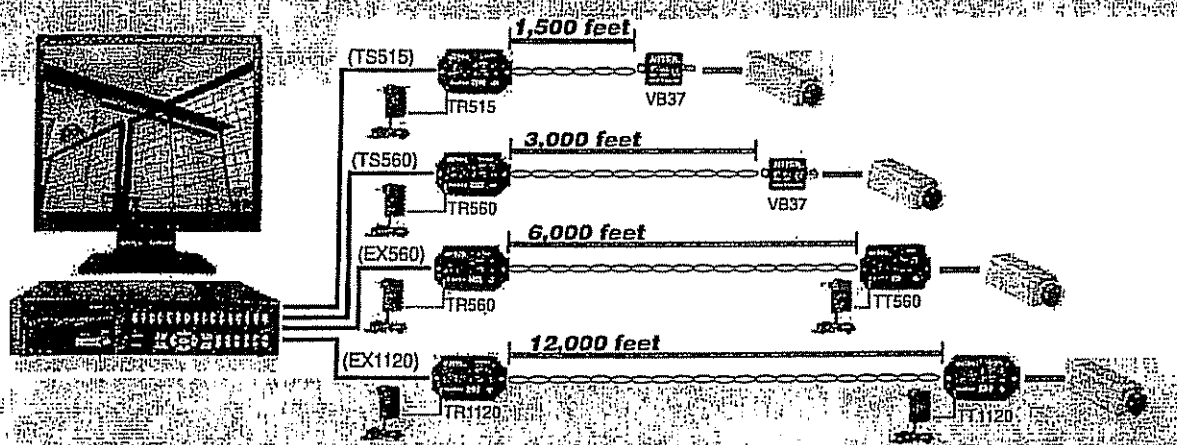 1,500 feet
(TS515)
TR515
VB37
3,000 feet
(TS560)
TR560
VB37
6,000 feet
(EX560)
TR560
TT560
12,000 feet
(EX1120)
TR1120
TT1120